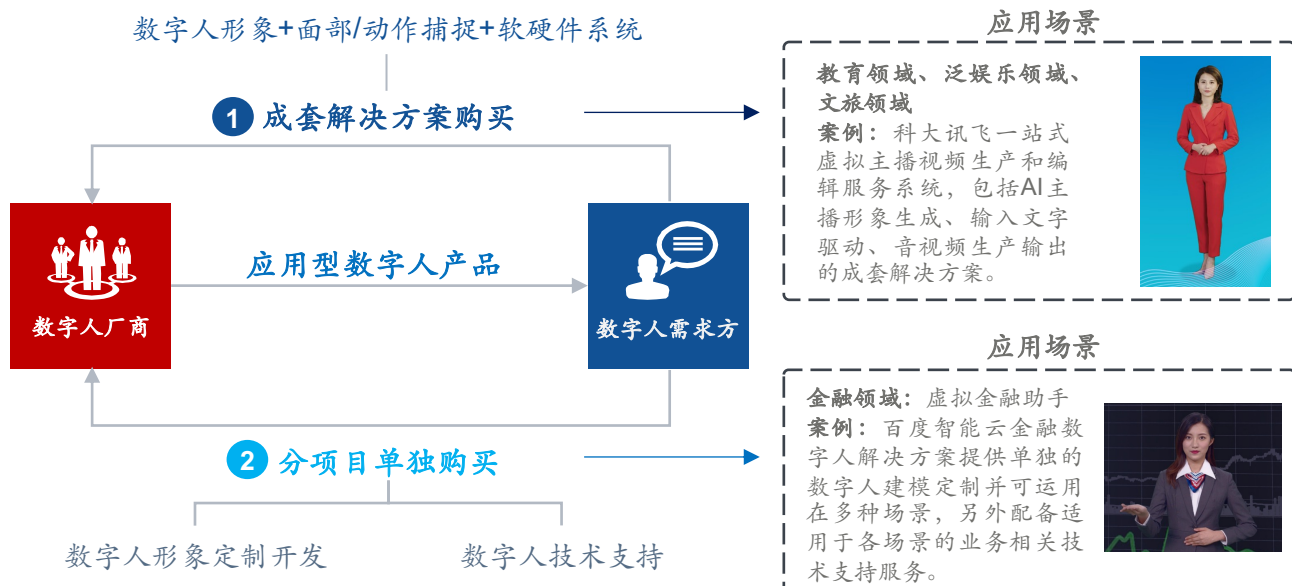 数字人形象+面部/动作捕捉+软硬件系统
1 成套解决方案购买
数字人厂商
应用型数字人产品
数字人需求方
2 分项目单独购买
数字人形象定制开发
数字人技术支持
应用场景
教育领域、泛娱乐领域、
文旅领域
案例：科大讯飞一站式
虚拟主播视频生产和编
辑服务系统，包括AI主
播形象生成、输入文字
驱动、音视频生产输出
的成套解决方案。
应用场景
金融领域：虚拟金融助手
案例：百度智能云金融数
字人解决方案提供单独的
数字人建模定制并可运用
在多种场景，另外配备适
用于各场景的业务相关技
术支持服务。